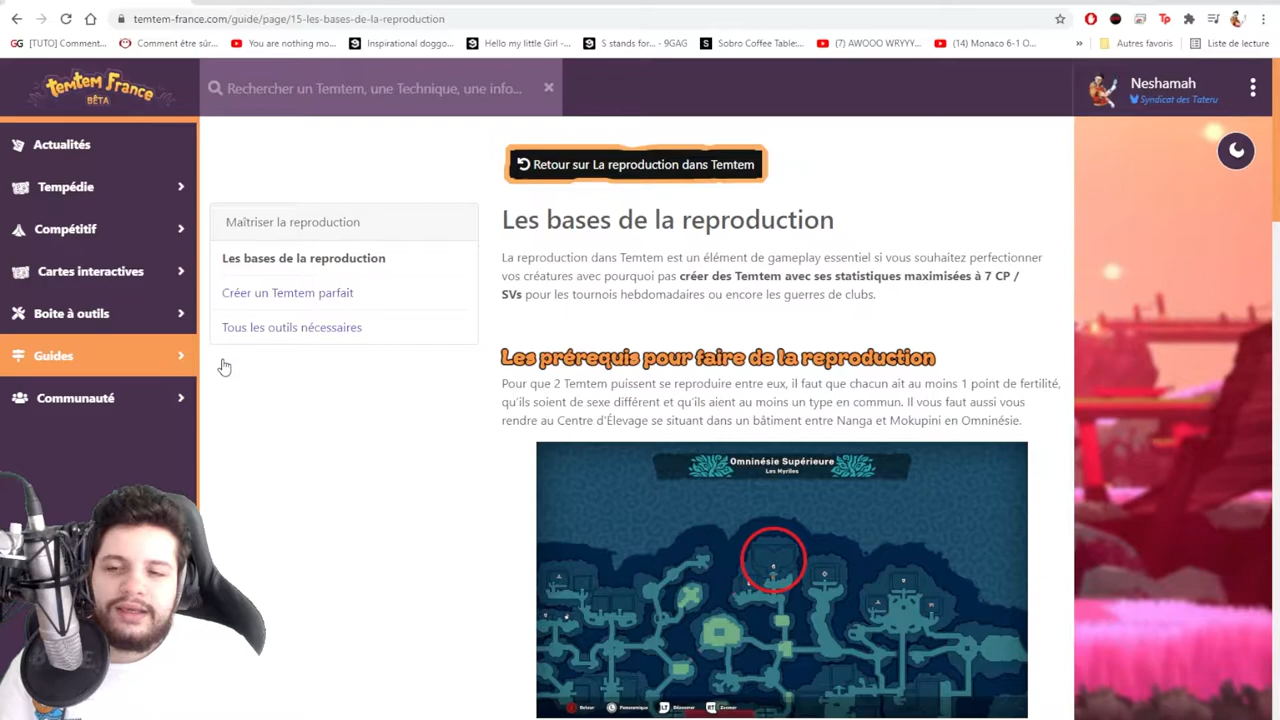 temtem-france.com/guide/page/15-les-bases-de-la-reproduction
[TUTO] Comment...
Comment être sûr...
You are nothing mo...
Inspirational doggo...
Hello my little Girl -...
S stands for... - 9GAG
Sobro Coffee Table:...
(7) AWOOO WRYYY...
(14) Monaco 6-1 O...
»
Autres favoris
Liste de lecture
temtem France
BÊTA
Rechercher un Temtem, une Technique, une info...
Neshamah
Syndicat des Tateru
Actualités
Tempédie
Compétitif
Cartes interactives
Boite à outils
Guides
Communauté
Retour sur La reproduction dans Temtem
Maîtriser la reproduction
Les bases de la reproduction
Créer un Temtem parfait
Tous les outils nécessaires
Les bases de la reproduction
La reproduction dans Temtem est un élément de gameplay essentiel si vous souhaitez perfectionner
vos créatures avec pourquoi pas créer des Temtem avec ses statistiques maximisées à 7 CP /
SVs pour les tournois hebdomadaires ou encore les guerres de clubs.
Les prérequis pour faire de la reproduction
Pour que 2 Temtem puissent se reproduire entre eux, il faut que chacun ait au moins 1 point de fertilité,
qu'ils soient de sexe différent et qu'ils aient au moins un type en commun. Il vous faut aussi vous
rendre au Centre d'Élevage se situant dans un bâtiment entre Nanga et Mokupini en Omninésie.
Omninésie Supérieure
Les Myrlles
Retour
Panoramique
LT
Dézoomer
RT
Zoomer